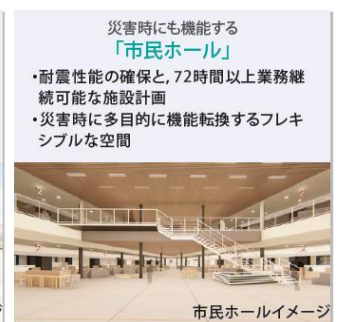 災害時にも機能する
「市民ホール」
・耐震性能の確保と, 72時間以上業務継
続可能な施設計画
・災害時に多目的に機能転換するフレキ
シブルな空間
市民ホールイメージ